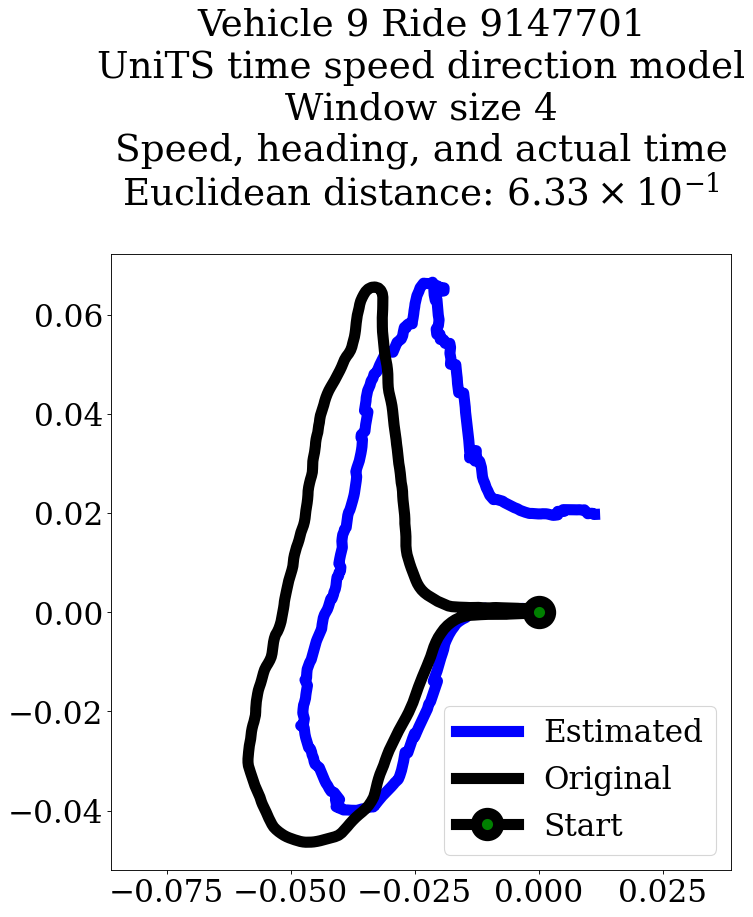 Vehicle 9 Ride 9147701
UniTS time speed direction model
Window size 4
Speed, heading, and actual time
Euclidean distance: 6.33 × 10⁻¹
0.06
0.04
0.02
0.00
−0.02
−0.04
Estimated
Original
Start
−0.075 −0.050 −0.025 0.000 0.025